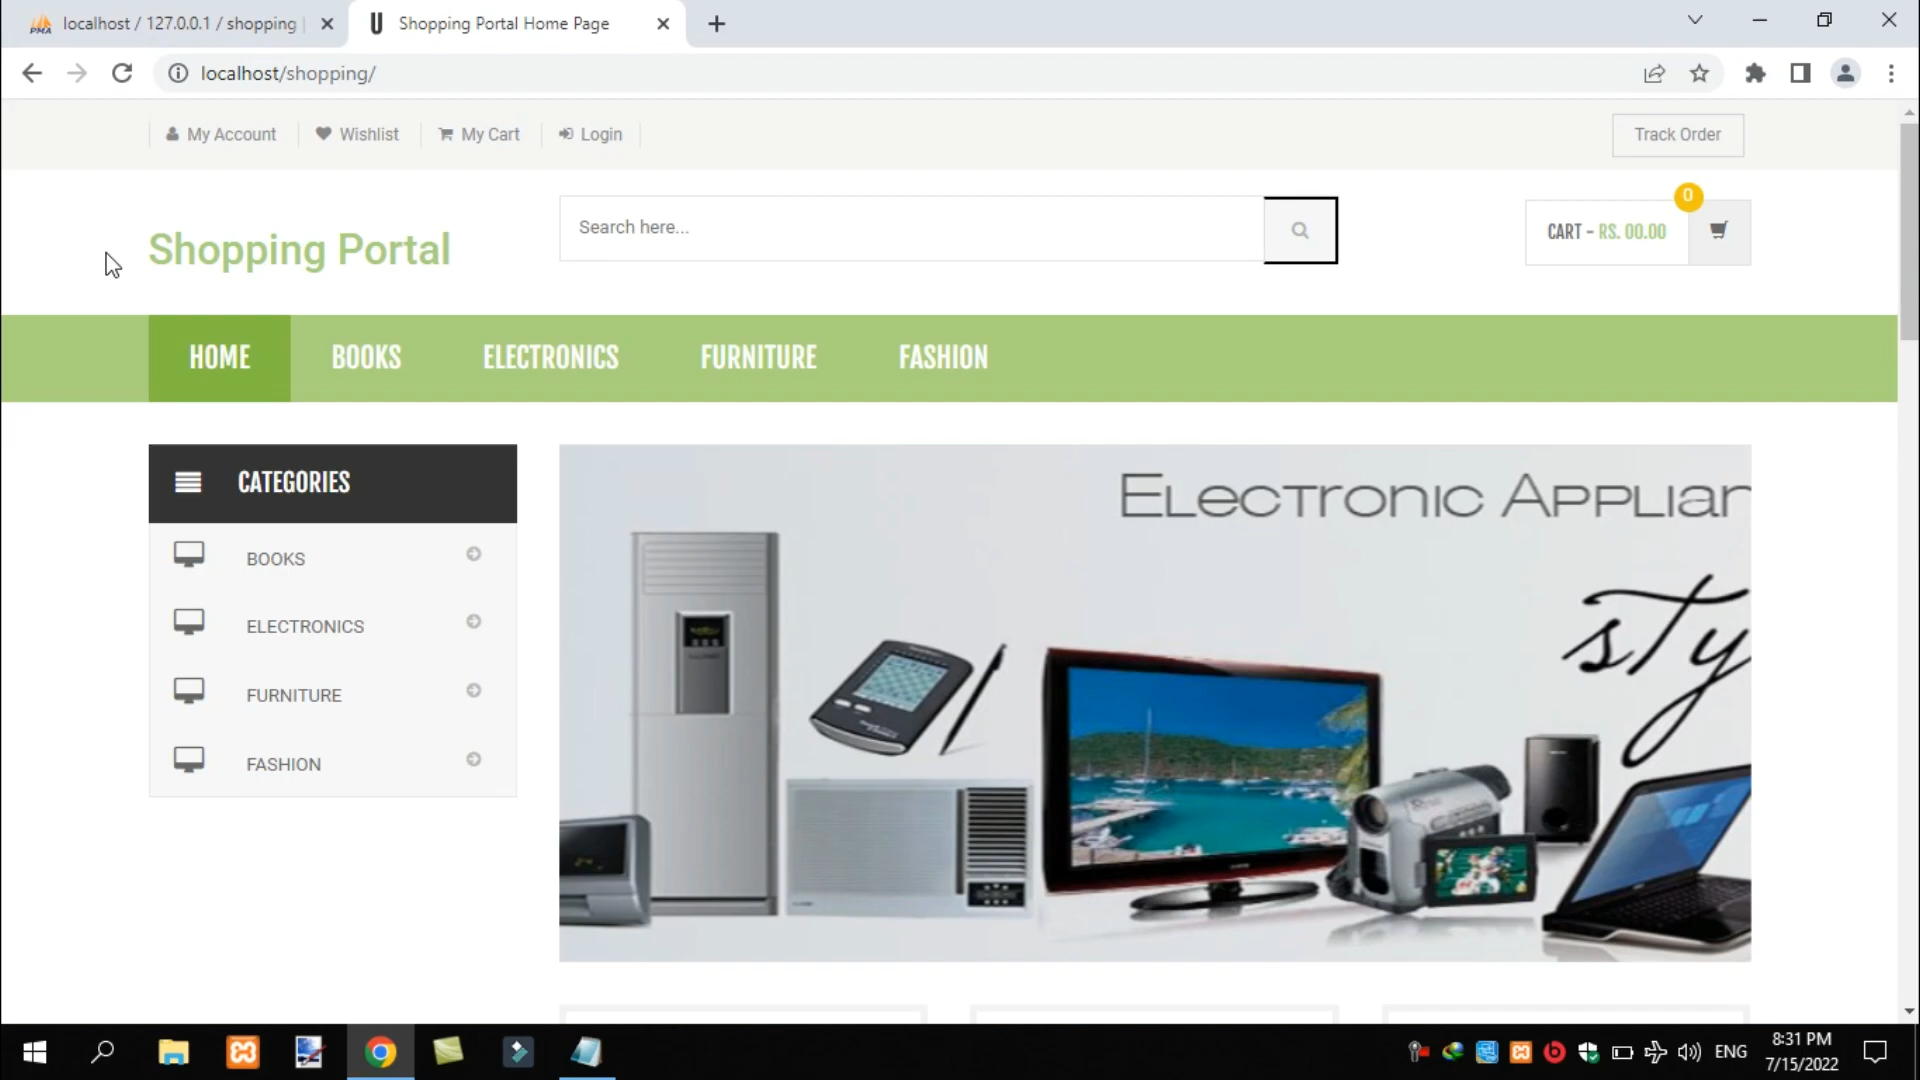 localhost / 127.0.0.1 / shopping
Shopping Portal Home Page
localhost/shopping/
My Account
Wishlist
My Cart
Login
Track Order
Shopping Portal
Search here...
0
CART - RS. 00.00
HOME
BOOKS
ELECTRONICS
FURNITURE
FASHION
CATEGORIES
BOOKS
ELECTRONICS
FURNITURE
FASHION
Electronic Applian
sty
ENG
8:31 PM
7/15/2022